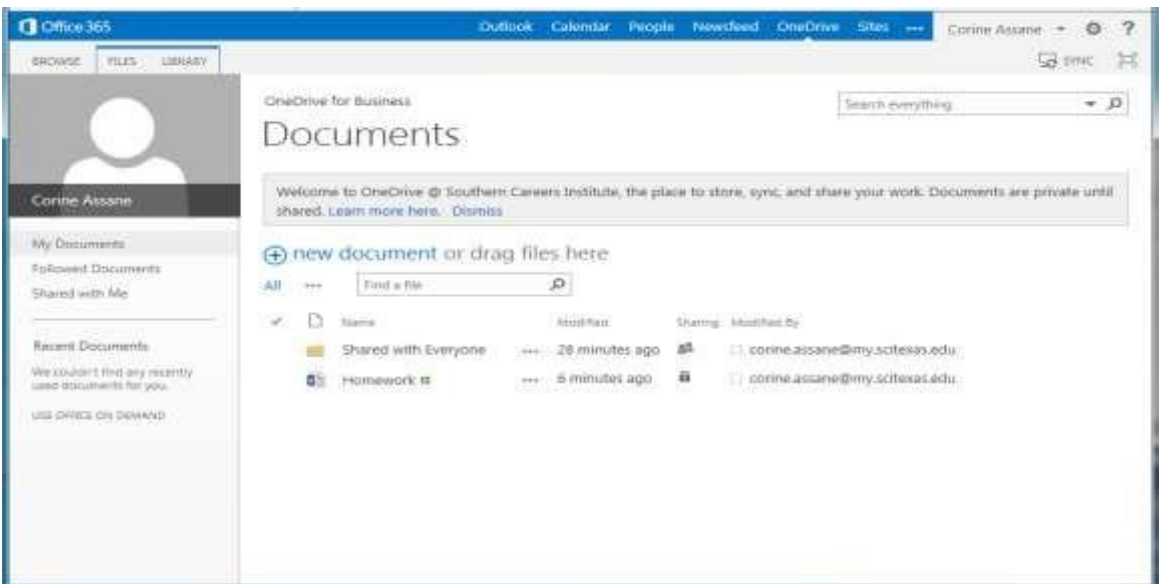 Office 365
Outlook Calendar People Newsfeed OneDrive Sites ••• Corine Assane ?
BROWSE FILES LIBRARY
SYNC
OneDrive for Business
Search everything
Documents
Corine Assane
Welcome to OneDrive @ Southern Careers Institute, the place to store, sync, and share your work. Documents are private until
shared. Learn more here. Dismiss
My Documents
Followed Documents
Shared with Me
Recent Documents
We couldn't find any recently
used documents for you.
USE OFFICE ON DEMAND
new document or drag files here
All ••• Find a file
Name Modified Sharing Modified By
Shared with Everyone ••• 28 minutes ago corine.assane@my.scitexas.edu
Homework ••• 6 minutes ago corine.assane@my.scitexas.edu